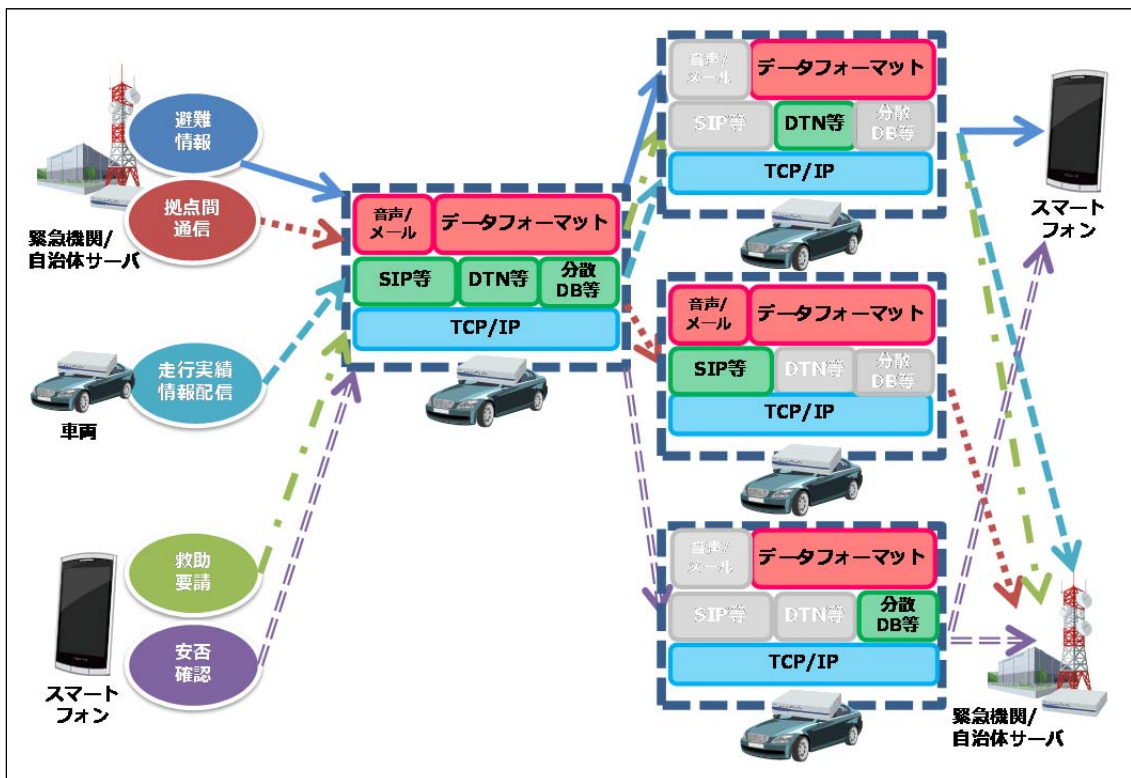 避難
情報
拠点間
通信
緊急機関/
自治体サーバ
走行実績
情報配信
車両
救助
要請
安否
確認
スマート
フォン
音声/
メール
データフォーマット
SIP等
DTN等
分散
DB等
TCP/IP
音声/
メール
データフォーマット
SIP等
DTN等
分散
DB等
TCP/IP
音声/
メール
データフォーマット
SIP等
DTN等
分散
DB等
TCP/IP
音声/
メール
データフォーマット
SIP等
DTN等
分散
DB等
TCP/IP
スマート
フォン
緊急機関/
自治体サーバ